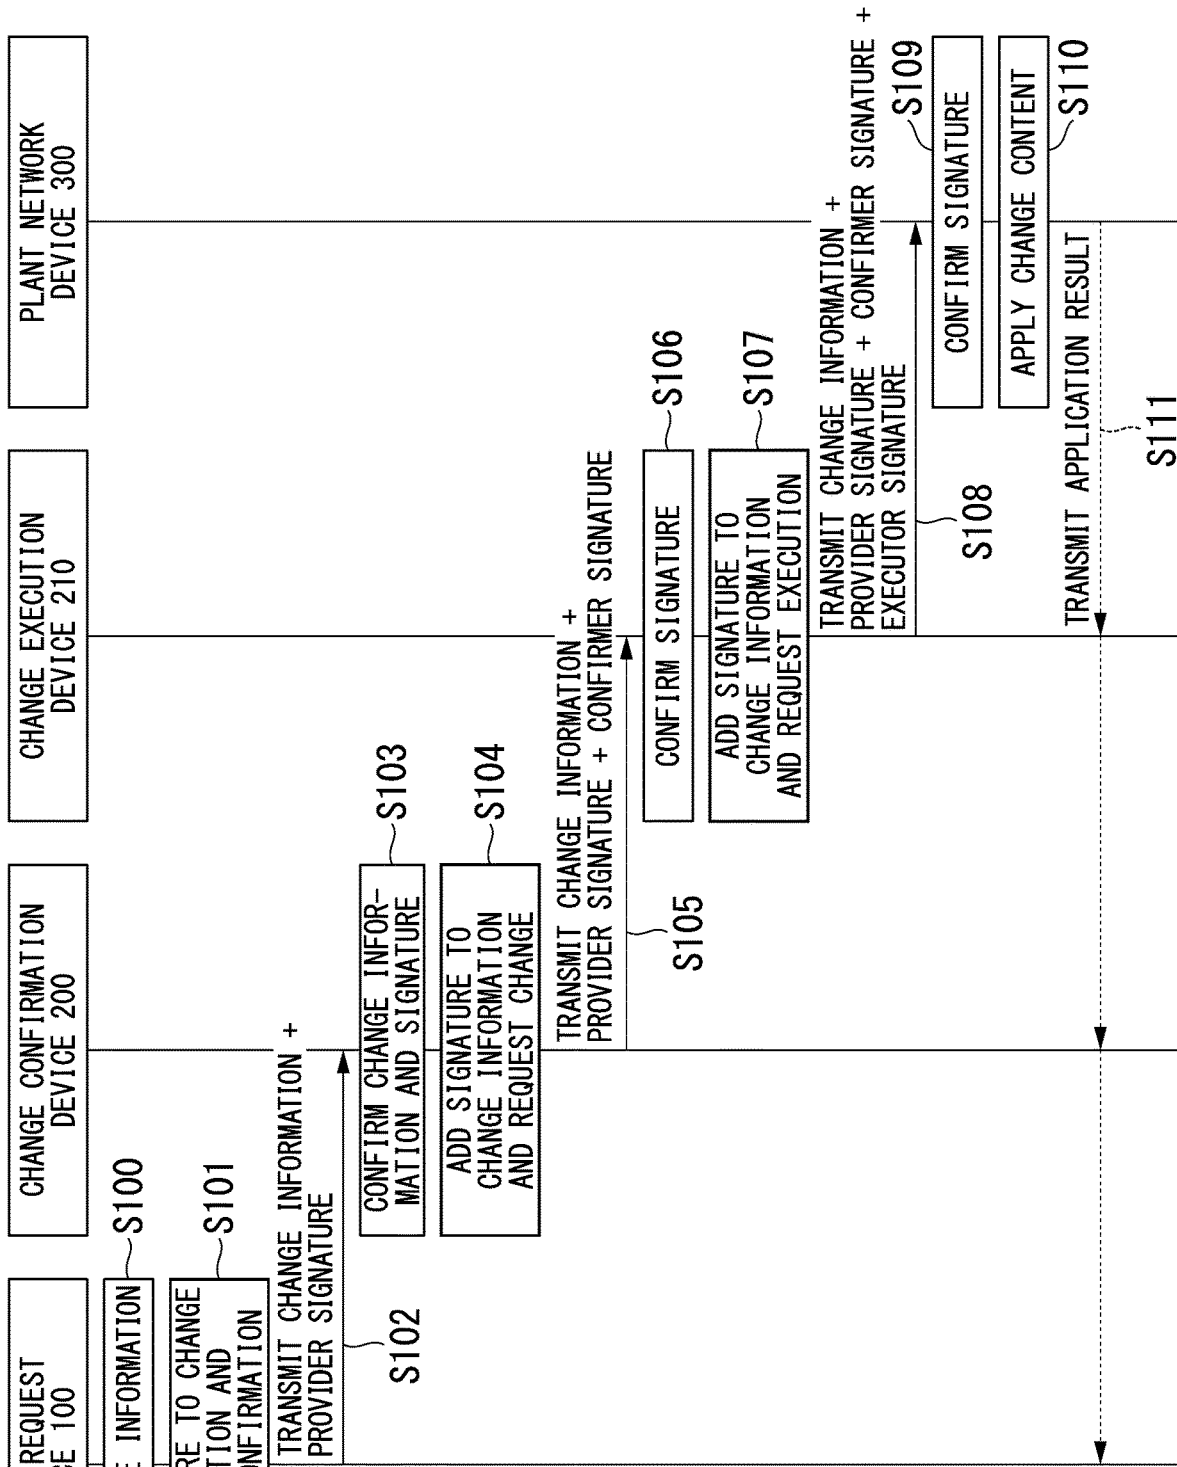 REQUEST
100
INFORMATION
S100
TO CHANGE
AND
S101
TRANSMIT CHANGE INFORMATION +
PROVIDER SIGNATURE
S102
CHANGE CONFIRMATION
DEVICE 200
CONFIRM CHANGE INFOR-
MATION AND SIGNATURE
S103
ADD SIGNATURE TO
CHANGE INFORMATION
AND REQUEST CHANGE
S104
TRANSMIT CHANGE INFORMATION +
PROVIDER SIGNATURE + CONFIRMER SIGNATURE
S105
CHANGE EXECUTION
DEVICE 210
CONFIRM SIGNATURE
S106
ADD SIGNATURE TO
CHANGE INFORMATION
AND REQUEST EXECUTION
S107
TRANSMIT CHANGE INFORMATION +
PROVIDER SIGNATURE + CONFIRMER SIGNATURE +
EXECUTOR SIGNATURE
S108
PLANT NETWORK
DEVICE 300
CONFIRM SIGNATURE
S109
APPLY CHANGE CONTENT
S110
TRANSMIT APPLICATION RESULT
S111